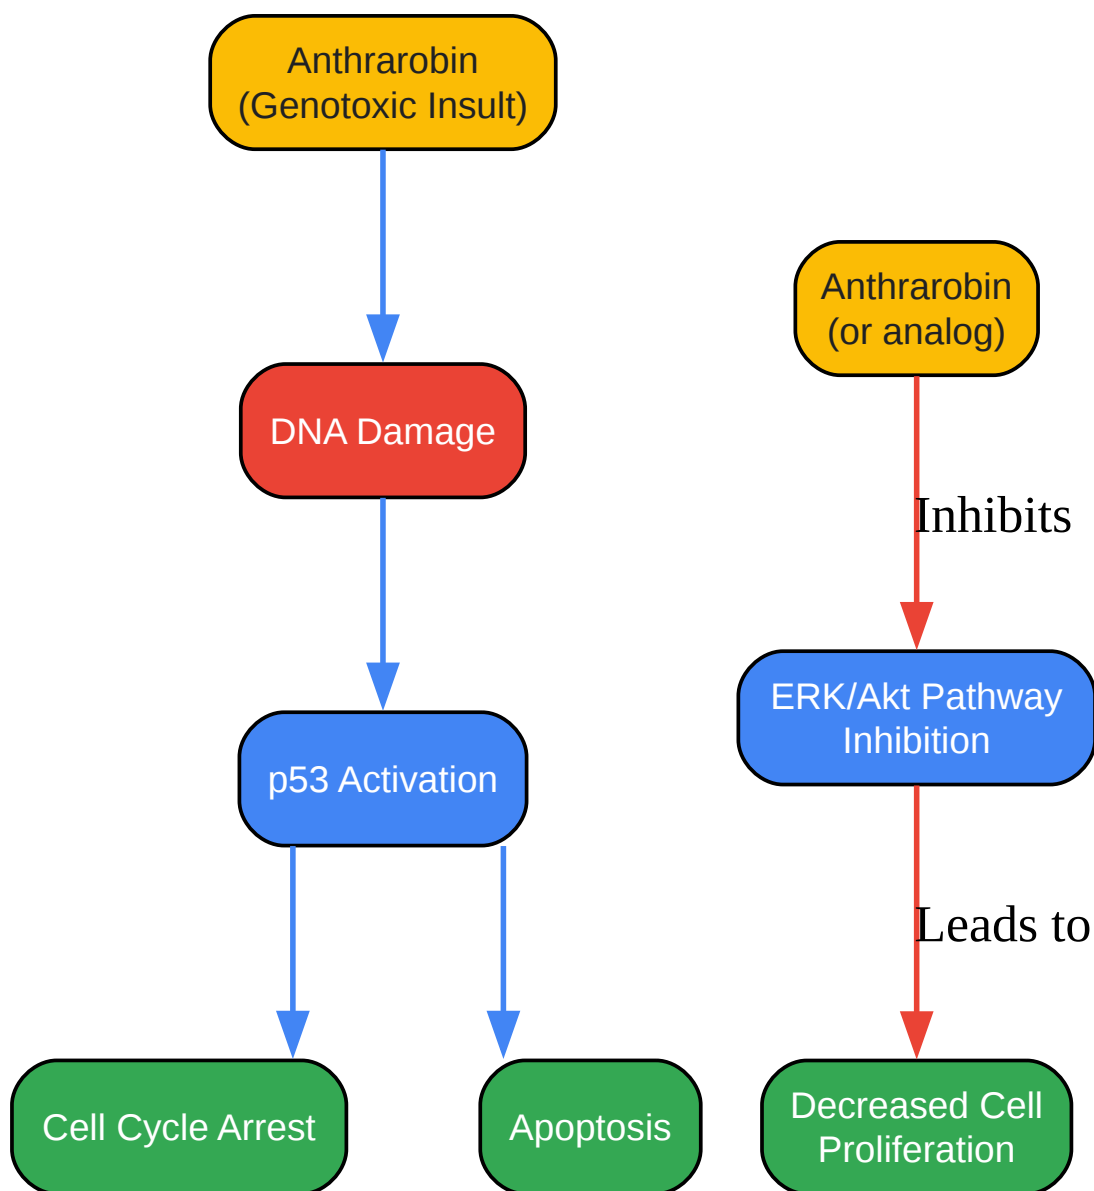 Anthrarobin
(Genotoxic Insult)
DNA Damage
p53 Activation
Cell Cycle Arrest
Apoptosis
Anthrarobin
(or analog)
Inhibits
ERK/Akt Pathway
Inhibition
Leads to
Decreased Cell
Proliferation